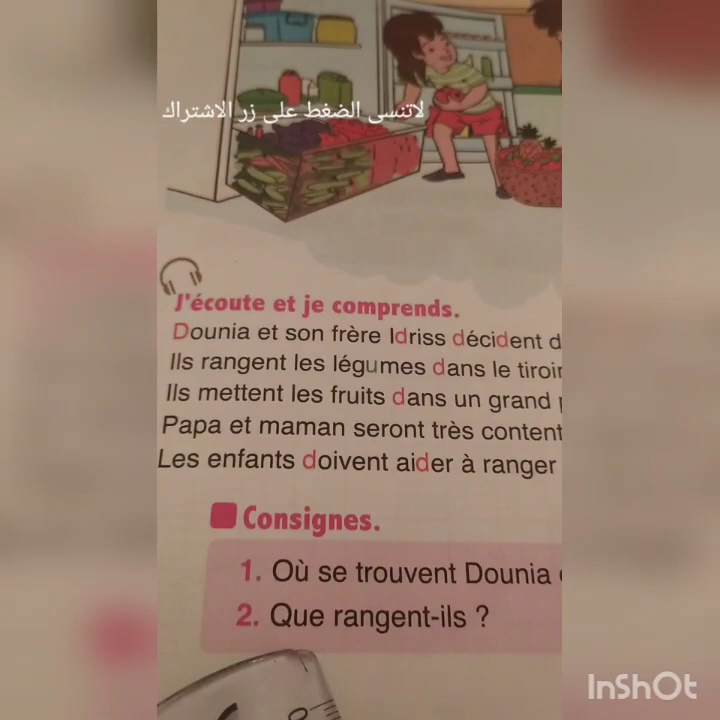 لاتنسى الضغط على زر الاشتراك
J'écoute et je comprends.
Dounia et son frère Idriss décident d
Ils rangent les légumes dans le tiroir
Ils mettent les fruits dans un grand
Papa et maman seront très content
Les enfants doivent aider à ranger
Consignes.
1. Où se trouvent Dounia
2. Que rangent-ils ?
InShOt